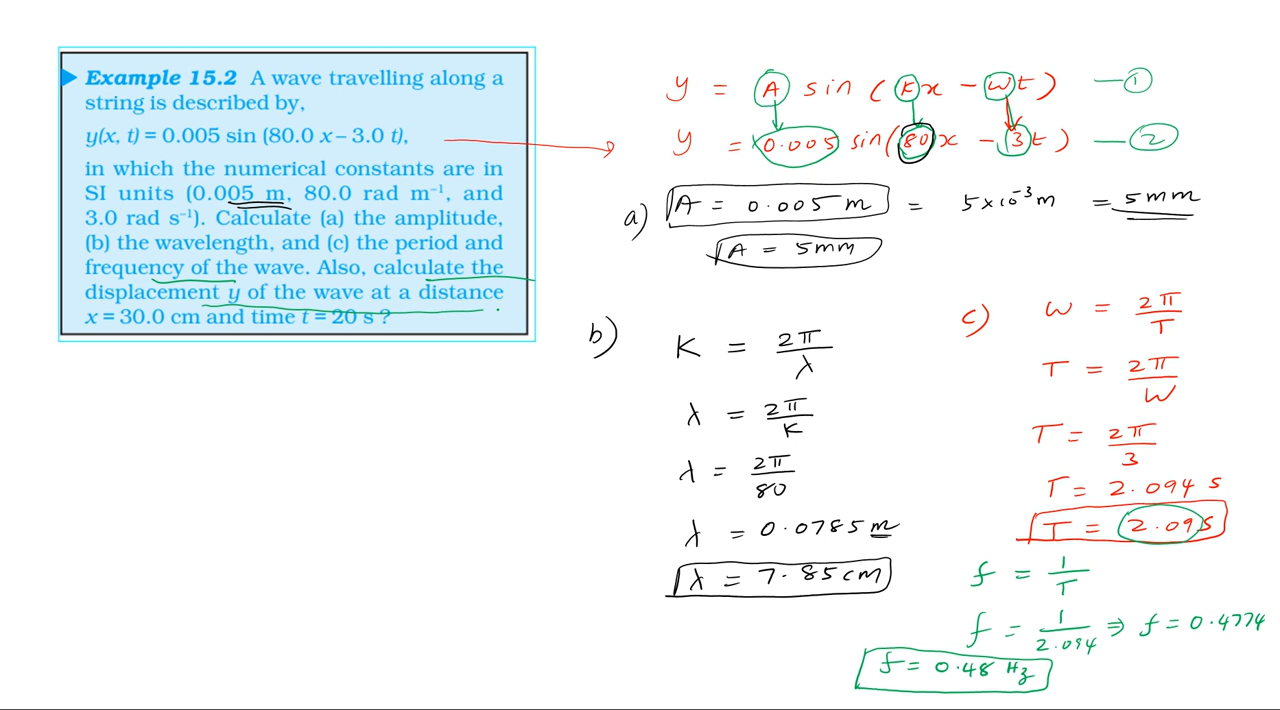 Example 15.2 A wave travelling along a
string is described by,
y(x, t) = 0.005 sin (80.0 x – 3.0 t),
in which the numerical constants are in
SI units (0.005 m, 80.0 rad m⁻¹, and
3.0 rad s⁻¹). Calculate (a) the amplitude,
(b) the wavelength, and (c) the period and
frequency of the wave. Also, calculate the
displacement y of the wave at a distance
x = 30.0 cm and time t = 20 s ?
y = A sin (Kx – ωt) — ①
y = 0.005 sin(80x – 3t) — ②
a) A = 0.005 m = 5×10⁻³ m = 5mm
A = 5mm
b) K = 2π/λ
λ = 2π/K
λ = 2π/80
λ = 0.0785 m
λ = 7.85 cm
c) ω = 2π/T
T = 2π/ω
T = 2π/3
T = 2.094 s
T = 2.09 s
f = 1/T
f = 1/2.094 ⇒ f = 0.4774
f = 0.48 Hz